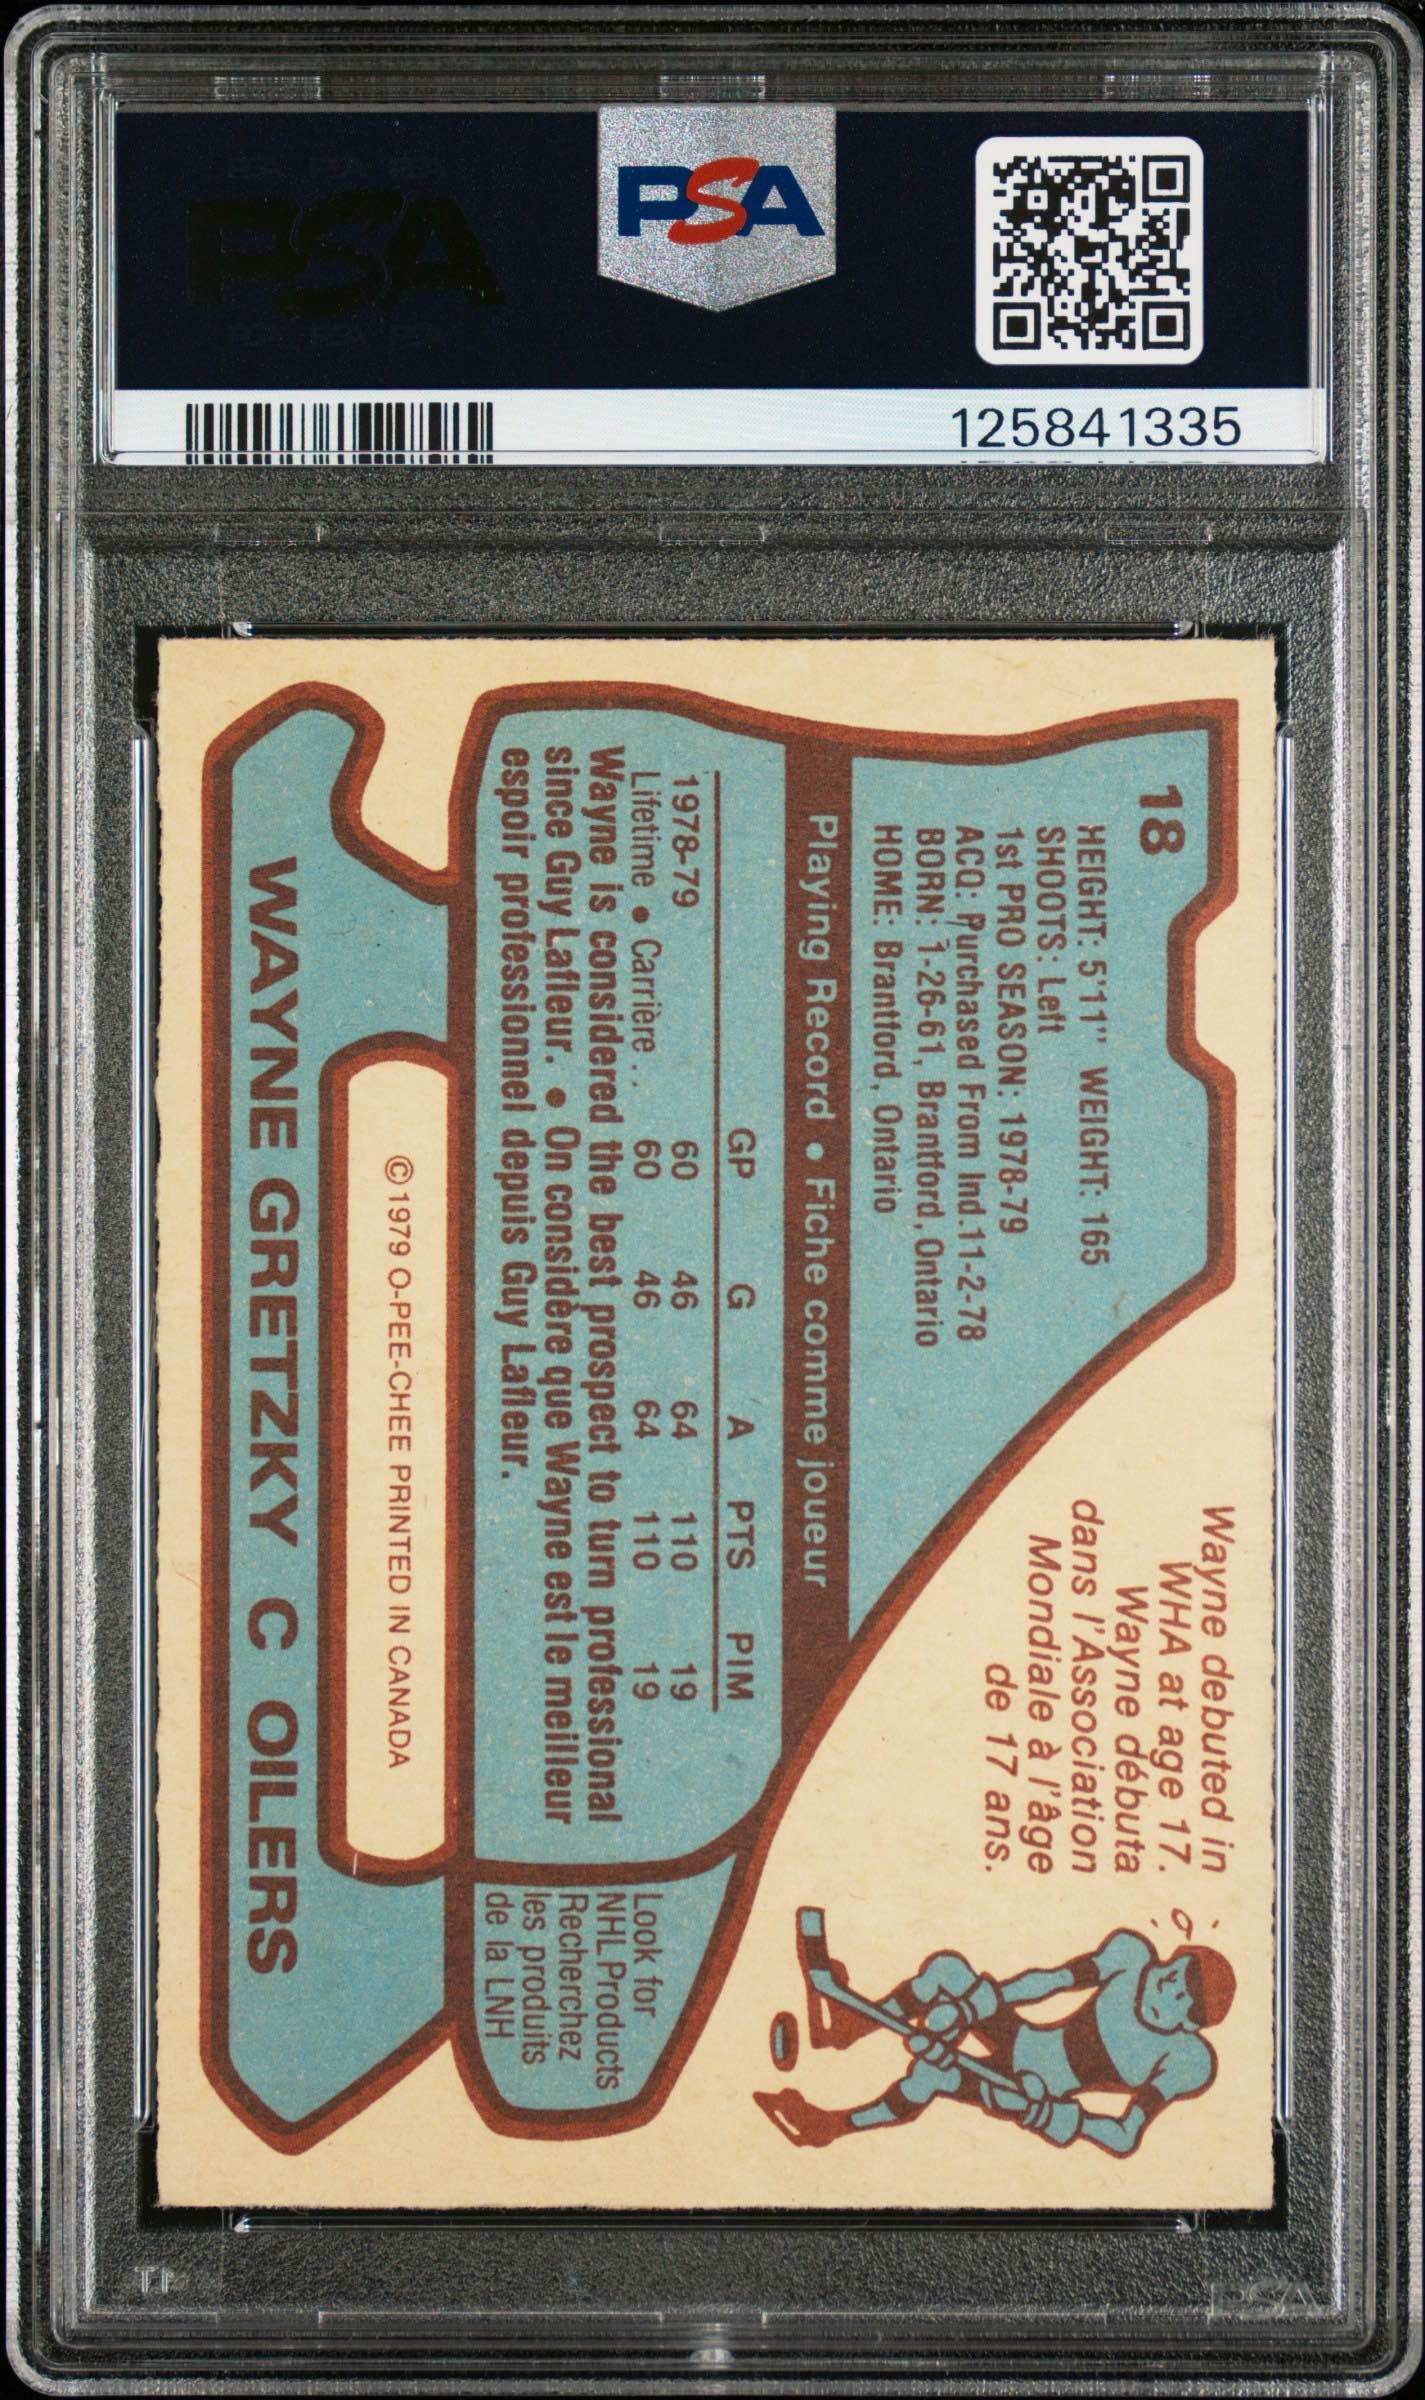 PSA
PSA
125841335
18
HEIGHT: 5'11" WEIGHT: 165
SHOOTS: Left
1st PRO SEASON: 1978-79
ACQ: Purchased From Ind. 11-2-78
BORN: 1-26-61, Brantford, Ontario
HOME: Brantford, Ontario
Wayne debuted in
WHA at age 17.
Wayne débuta
dans l'Association
Mondiale à l'âge
de 17 ans.
Playing Record • Fiche comme joueur
GP G A PTS PIM
1978-79 60 46 64 110 19
Lifetime • Carrière.. 60 46 64 110 19
Wayne is considered the best prospect to turn professional
since Guy Lafleur. • On considère que Wayne est le meilleur
espoir professionnel depuis Guy Lafleur.
Look for
NHL Products
Recherchez
les produits
de la LNH
©1979 O-PEE-CHEE PRINTED IN CANADA
WAYNE GRETZKY C OILERS
PSA